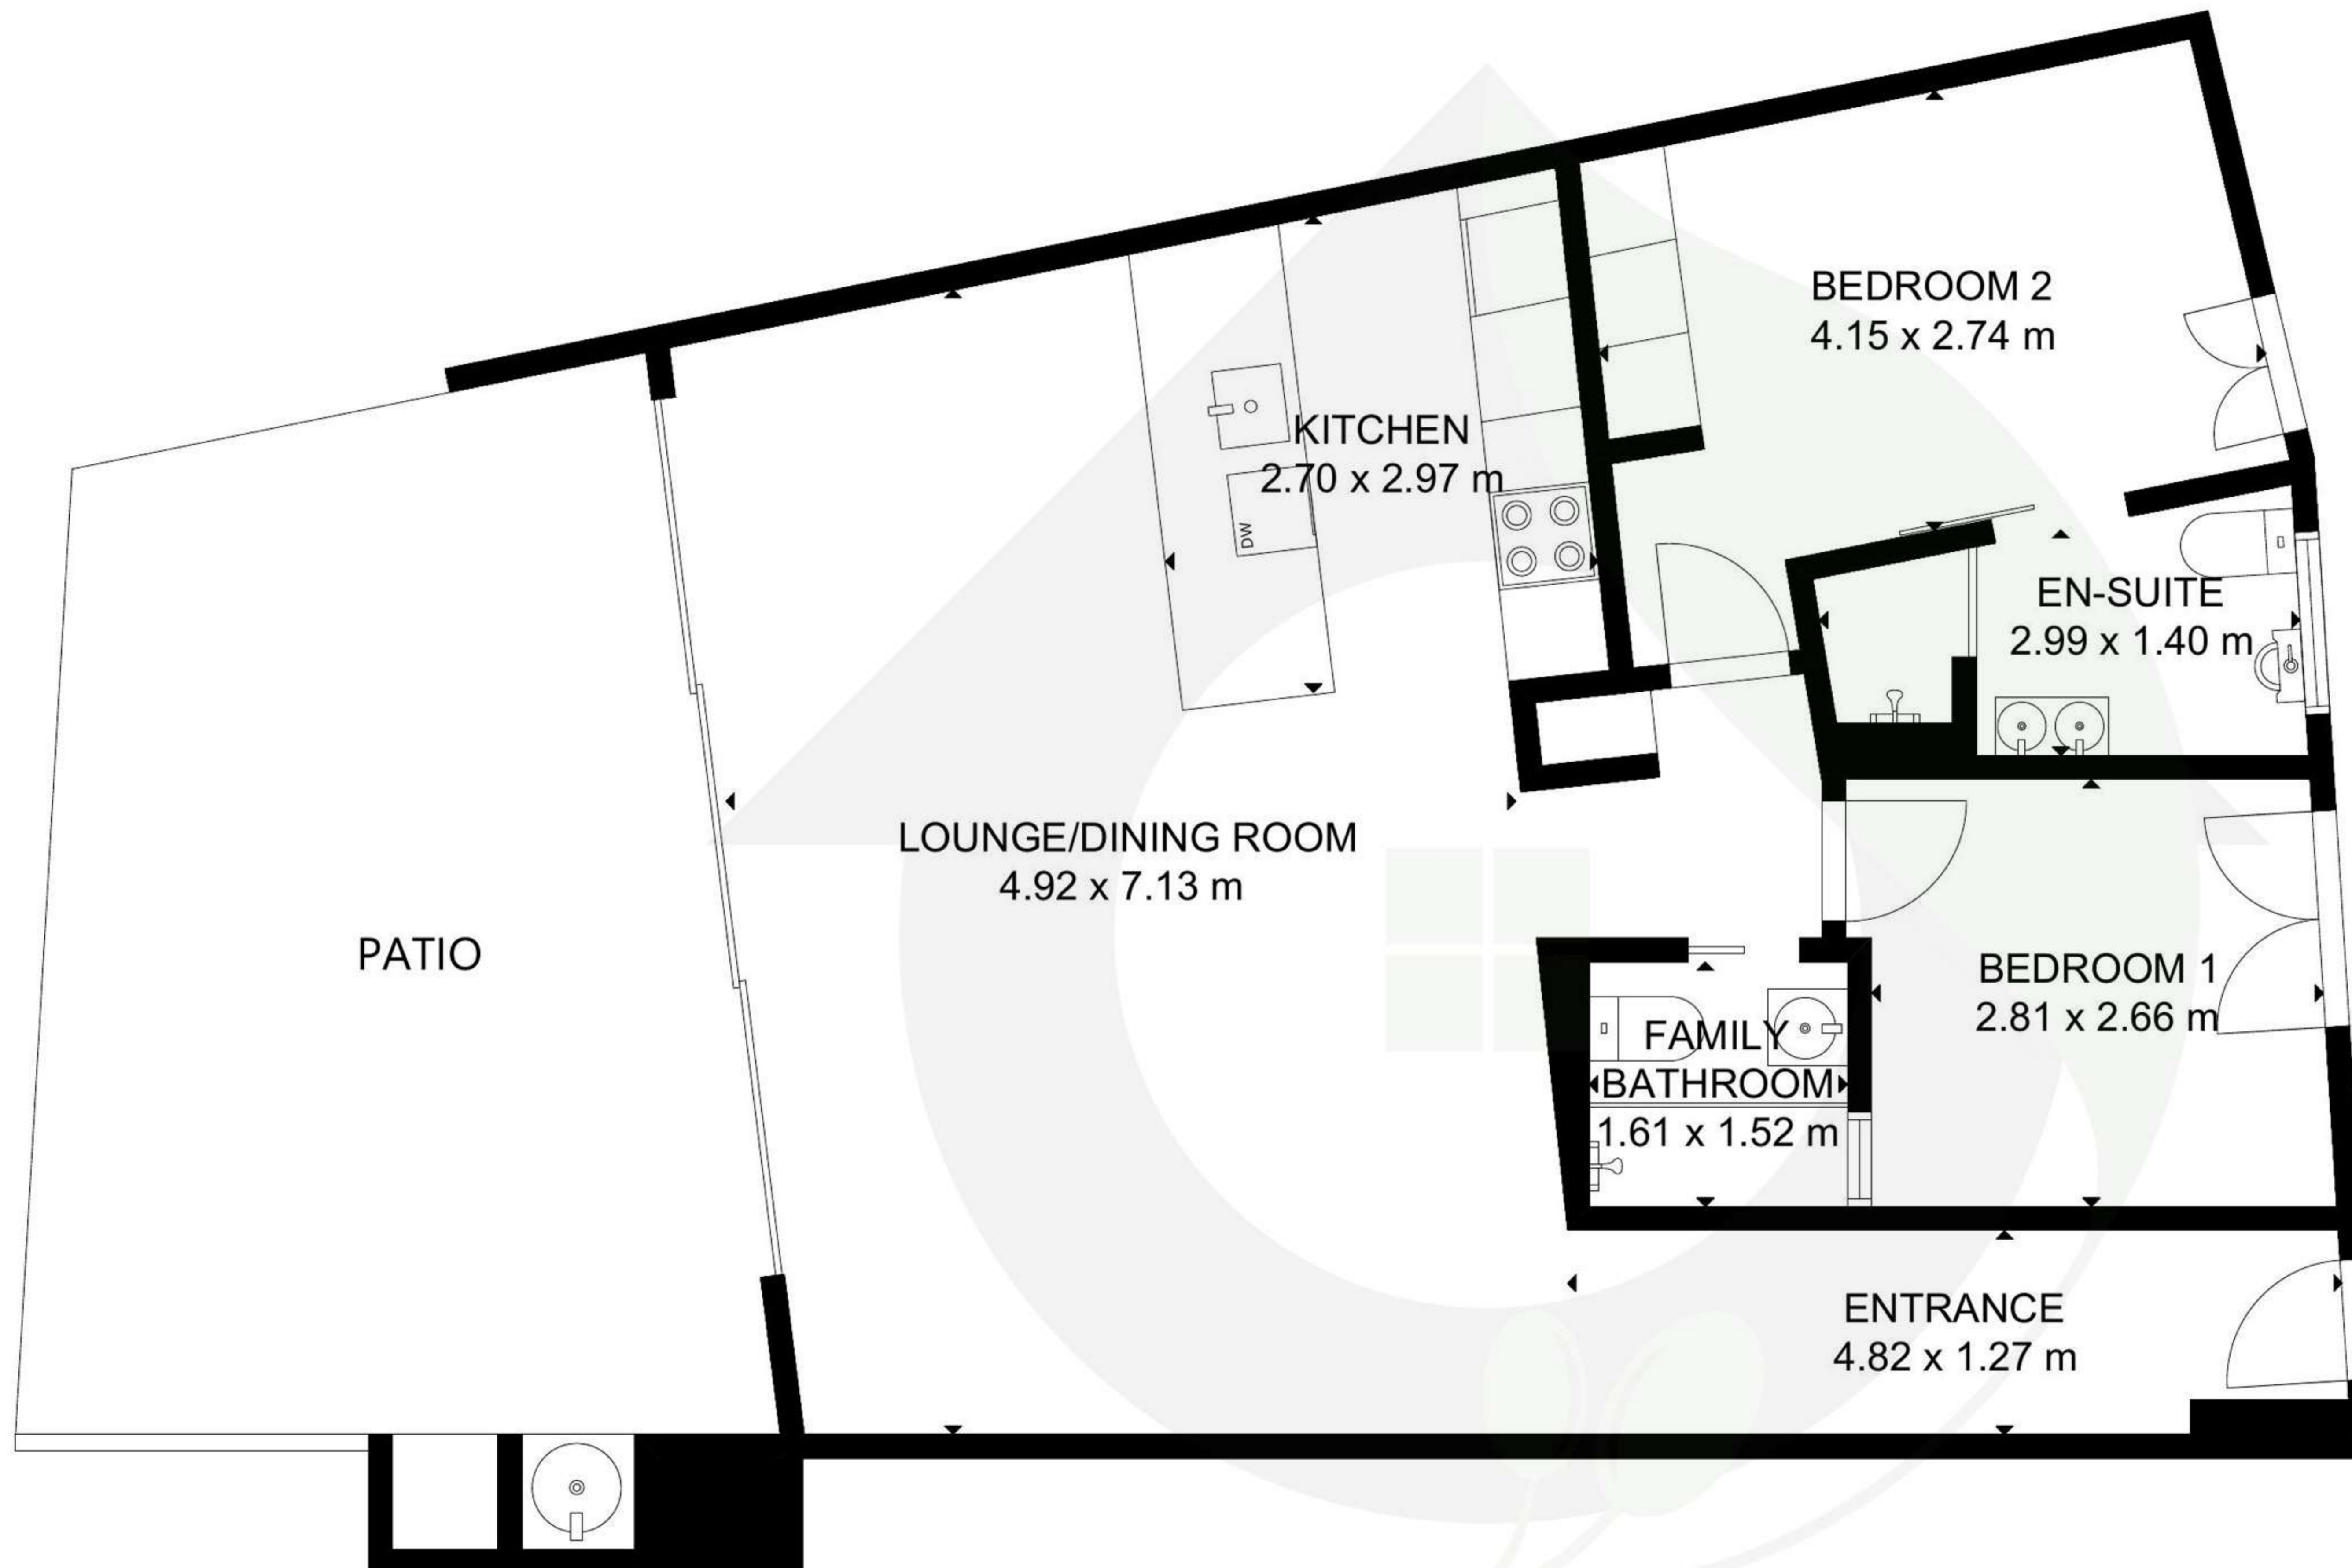 BEDROOM 2
4.15 x 2.74 m
KITCHEN
2.70 x 2.97 m
DW
EN-SUITE
2.99 x 1.40 m
LOUNGE/DINING ROOM
4.92 x 7.13 m
PATIO
BEDROOM 1
2.81 x 2.66 m
FAMILY
BATHROOM
1.61 x 1.52 m
ENTRANCE
4.82 x 1.27 m